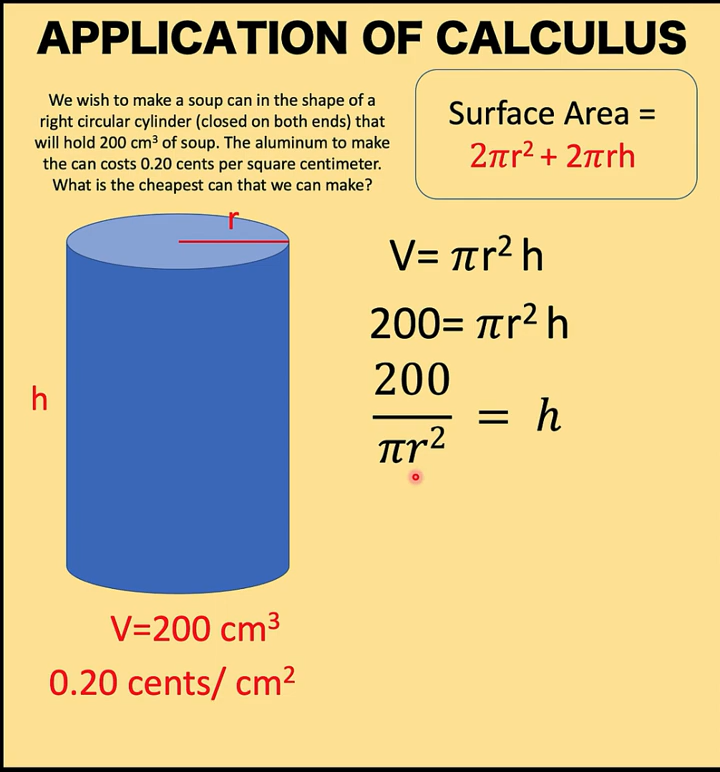 APPLICATION OF CALCULUS
We wish to make a soup can in the shape of a
right circular cylinder (closed on both ends) that
will hold 200 cm³ of soup. The aluminum to make
the can costs 0.20 cents per square centimeter.
What is the cheapest can that we can make?
Surface Area =
2πr² + 2πrh
r
h
V= πr² h
200= πr² h
200
πr²
= h
V=200 cm³
0.20 cents/ cm²